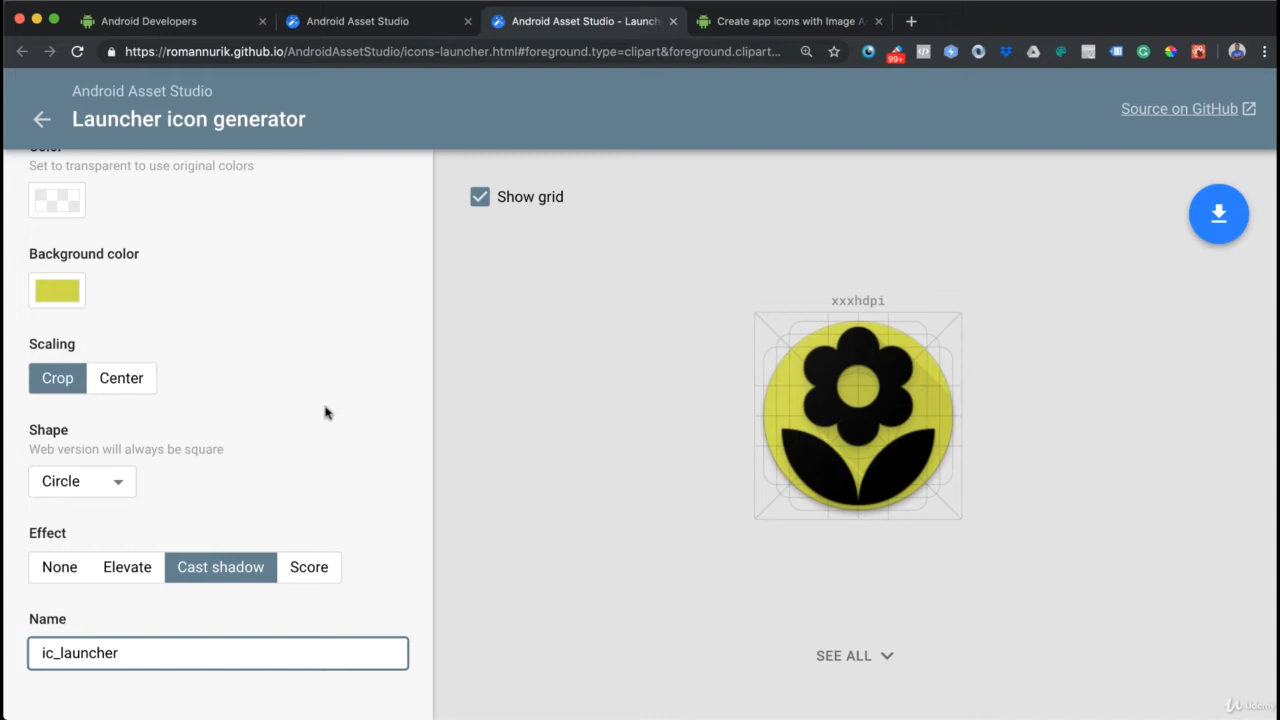 Android Developers
Android Asset Studio
Android Asset Studio - Launch
Create app icons with Image A
https://romannurik.github.io/AndroidAssetStudio/icons-launcher.html#foreground.type=clipart&foreground.clipart...
99+
Android Asset Studio
Launcher icon generator
Source on GitHub
Color
Set to transparent to use original colors
Show grid
Background color
xxxhdpi
Scaling
Crop
Center
Shape
Web version will always be square
Circle
Effect
None
Elevate
Cast shadow
Score
Name
ic_launcher
SEE ALL
Udemy